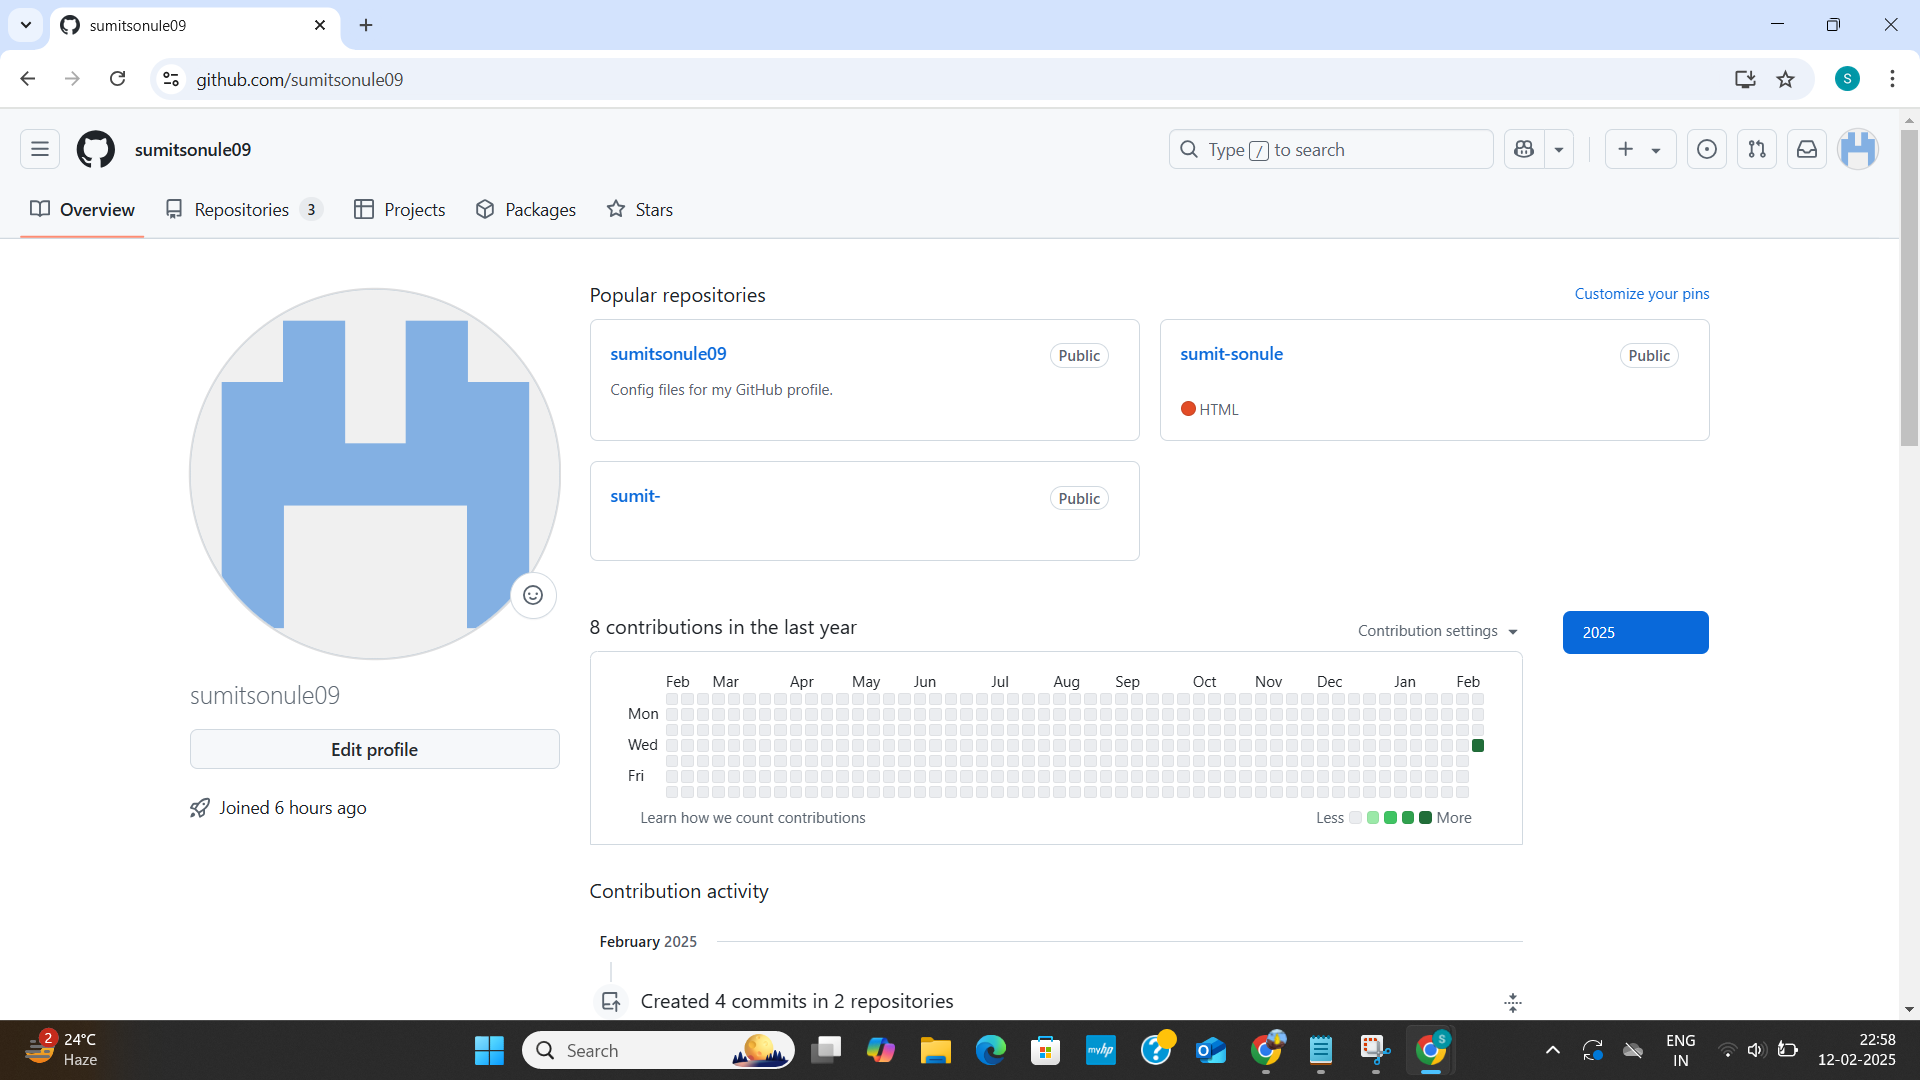 sumitsonule09
github.com/sumitsonule09
S
sumitsonule09
Type / to search
Overview
Repositories 3
Projects
Packages
Stars
Popular repositories
Customize your pins
sumitsonule09
Public
Config files for my GitHub profile.
sumit-sonule
Public
HTML
sumit-
Public
8 contributions in the last year
Contribution settings
2025
Feb Mar Apr May Jun Jul Aug Sep Oct Nov Dec Jan Feb
Mon
Wed
Fri
Learn how we count contributions
Less More
sumitsonule09
Edit profile
Joined 6 hours ago
Contribution activity
February 2025
Created 4 commits in 2 repositories
2
24°C
Haze
Search
myhp
S
ENG
IN
22:58
12-02-2025